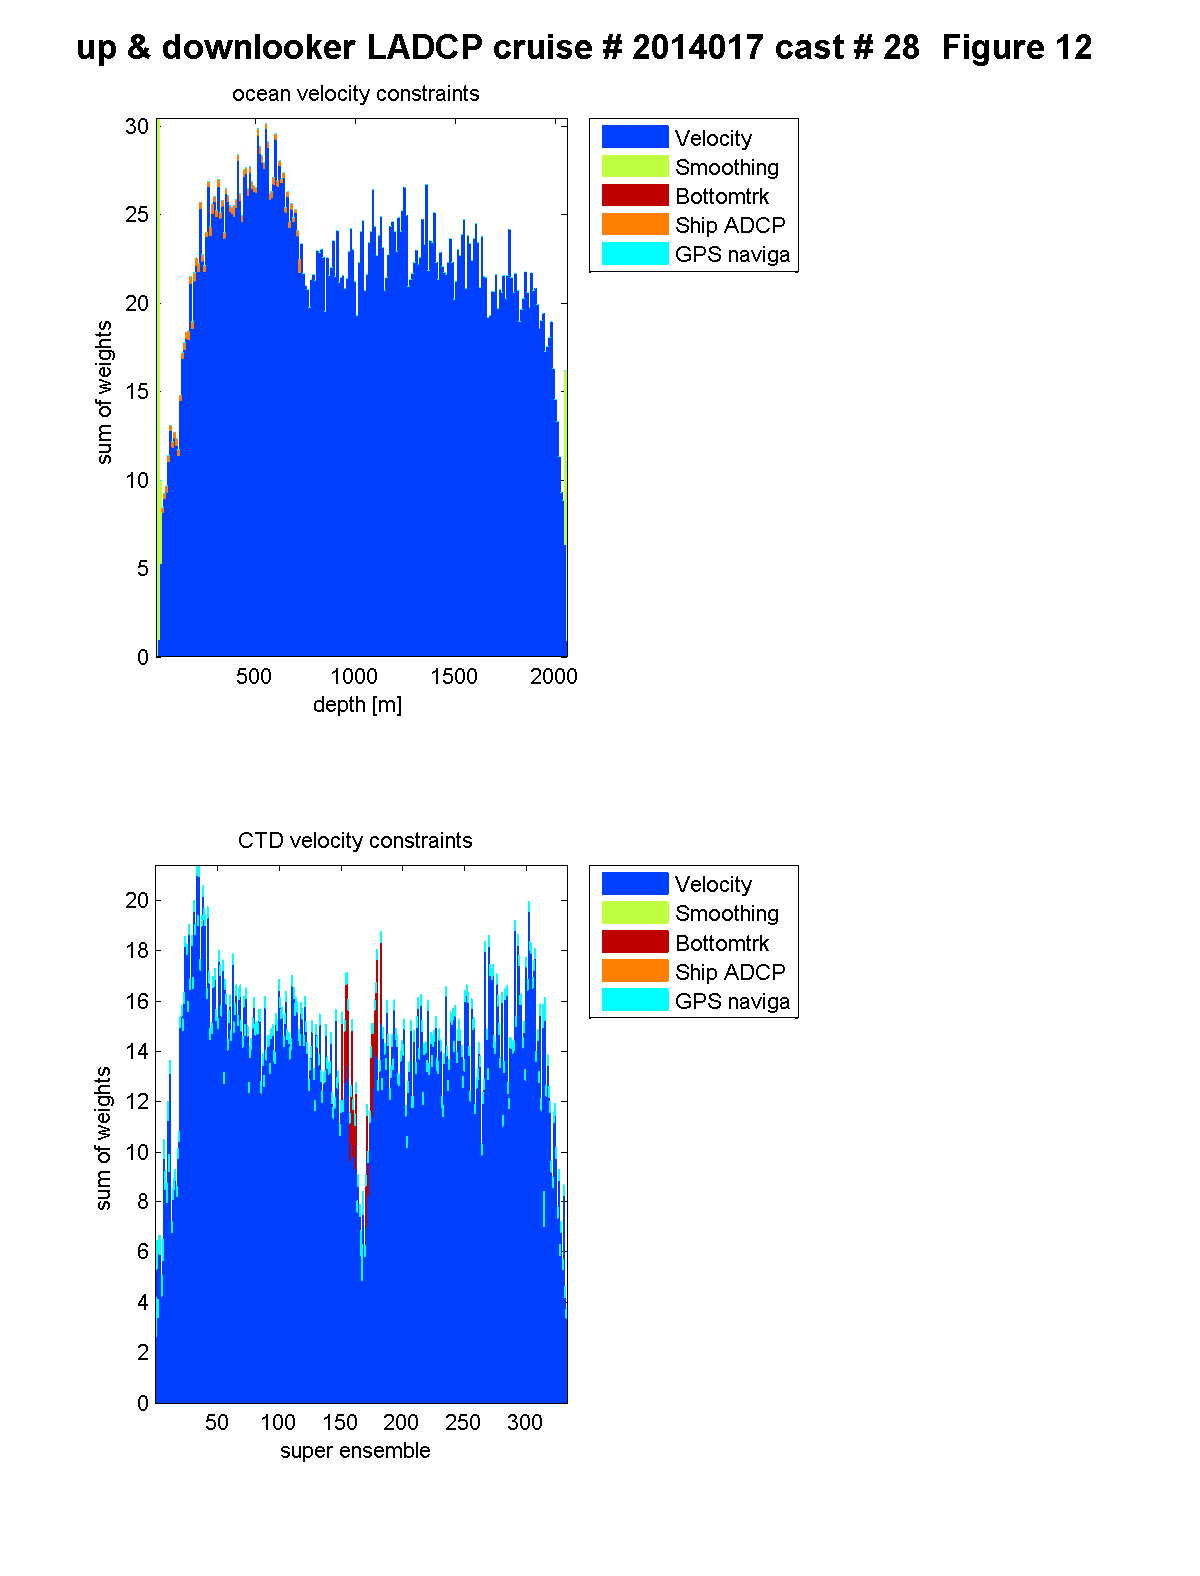 up & downlooker LADCP cruise # 2014017 cast # 28  Figure 12
ocean velocity constraints
30
25
20
15
10
5
0
sum of weights
500 1000 1500 2000
depth [m]
Velocity
Smoothing
Bottomtrk
Ship ADCP
GPS naviga
CTD velocity constraints
20
18
16
14
12
10
8
6
4
2
0
sum of weights
50 100 150 200 250 300
super ensemble
Velocity
Smoothing
Bottomtrk
Ship ADCP
GPS naviga